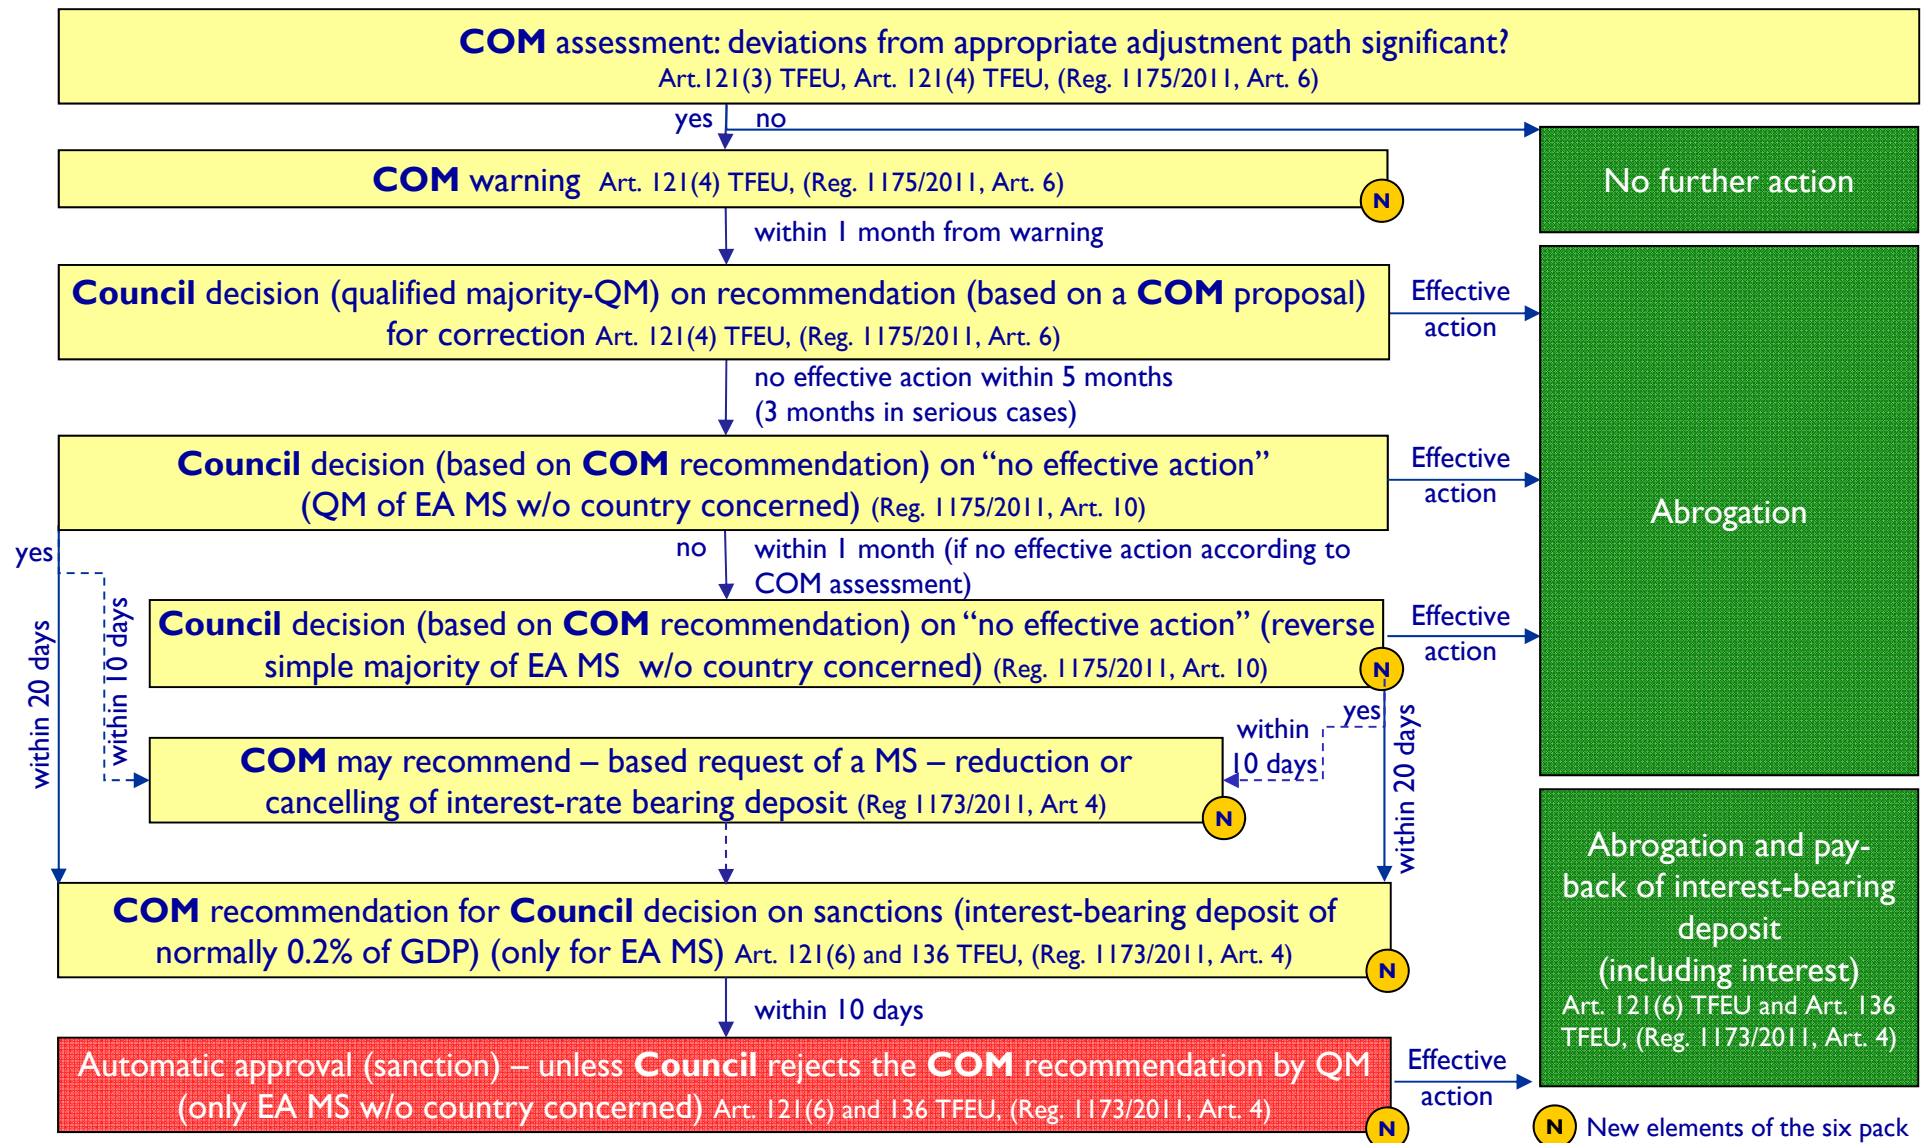 COM assessment: deviations from appropriate adjustment path significant?
Art.121(3) TFEU, Art. 121(4) TFEU, (Reg. 1175/2011, Art. 6)
yes no
COM warning Art. 121(4) TFEU, (Reg. 1175/2011, Art. 6)
N
No further action
within 1 month from warning
Council decision (qualified majority-QM) on recommendation (based on a COM proposal)
for correction Art. 121(4) TFEU, (Reg. 1175/2011, Art. 6)
Effective
action
no effective action within 5 months
(3 months in serious cases)
Council decision (based on COM recommendation) on “no effective action”
(QM of EA MS w/o country concerned) (Reg. 1175/2011, Art. 10)
Effective
action
Abrogation
yes
no
within 1 month (if no effective action according to
COM assessment)
within 20 days
within 10 days
Council decision (based on COM recommendation) on “no effective action” (reverse
simple majority of EA MS w/o country concerned) (Reg. 1175/2011, Art. 10)
N
Effective
action
yes
within
10 days
within 20 days
COM may recommend – based request of a MS – reduction or
cancelling of interest-rate bearing deposit (Reg 1173/2011, Art 4)
N
COM recommendation for Council decision on sanctions (interest-bearing deposit of
normally 0.2% of GDP) (only for EA MS) Art. 121(6) and 136 TFEU, (Reg. 1173/2011, Art. 4)
N
Abrogation and pay-
back of interest-bearing
deposit
(including interest)
Art. 121(6) TFEU and Art. 136
TFEU, (Reg. 1173/2011, Art. 4)
within 10 days
Automatic approval (sanction) – unless Council rejects the COM recommendation by QM
(only EA MS w/o country concerned) Art. 121(6) and 136 TFEU, (Reg. 1173/2011, Art. 4)
N
Effective
action
N New elements of the six pack